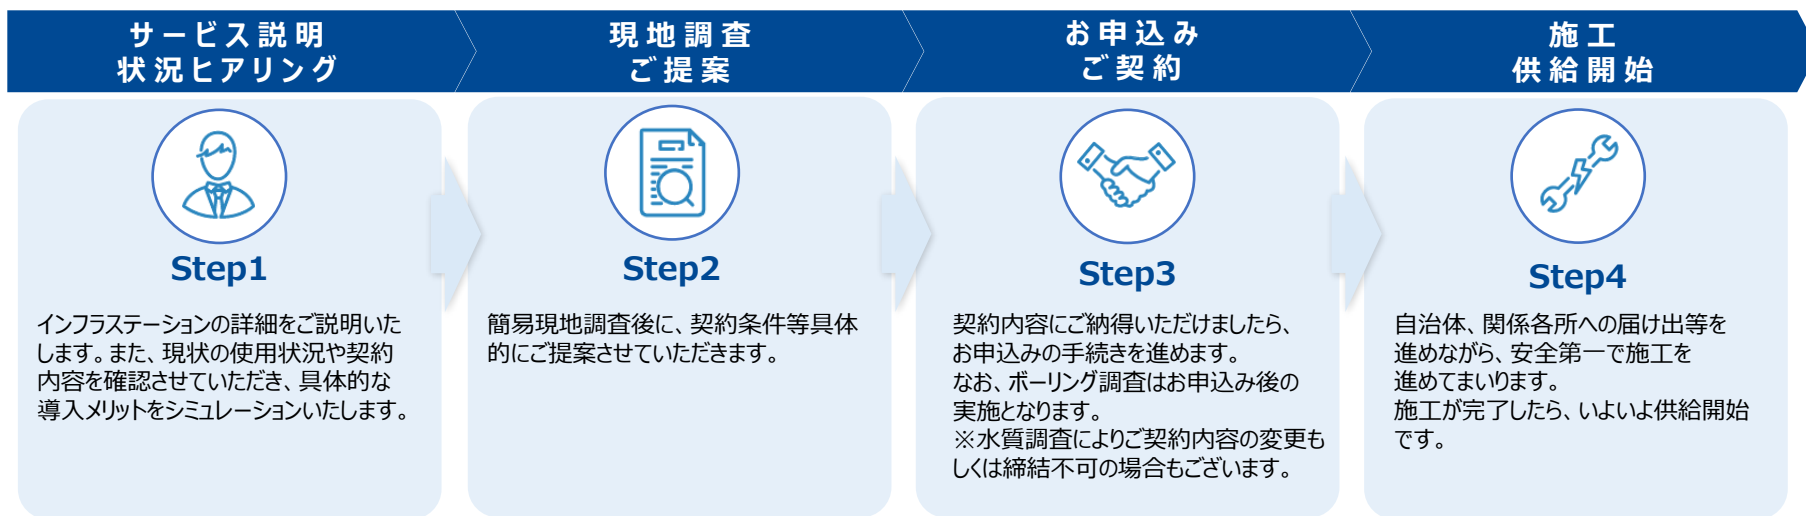 サービス説明
状況ヒアリング
現地調査
ご提案
お申込み
ご契約
施工
供給開始
Step1
インフラステーションの詳細をご説明いた
します。また、現状の使用状況や契約
内容を確認させていただき、具体的な
導入メリットをシミュレーションいたします。
Step2
簡易現地調査後に、契約条件等具体
的にご提案させていただきます。
Step3
契約内容にご納得いただけましたら、
お申込みの手続きを進めます。
なお、ボーリング調査はお申込み後の
実施となります。
※水質調査によりご契約内容の変更も
しくは締結不可の場合もございます。
Step4
自治体、関係各所への届け出等を
進めながら、安全第一で施工を
進めてまいります。
施工が完了したら、いよいよ供給開始
です。